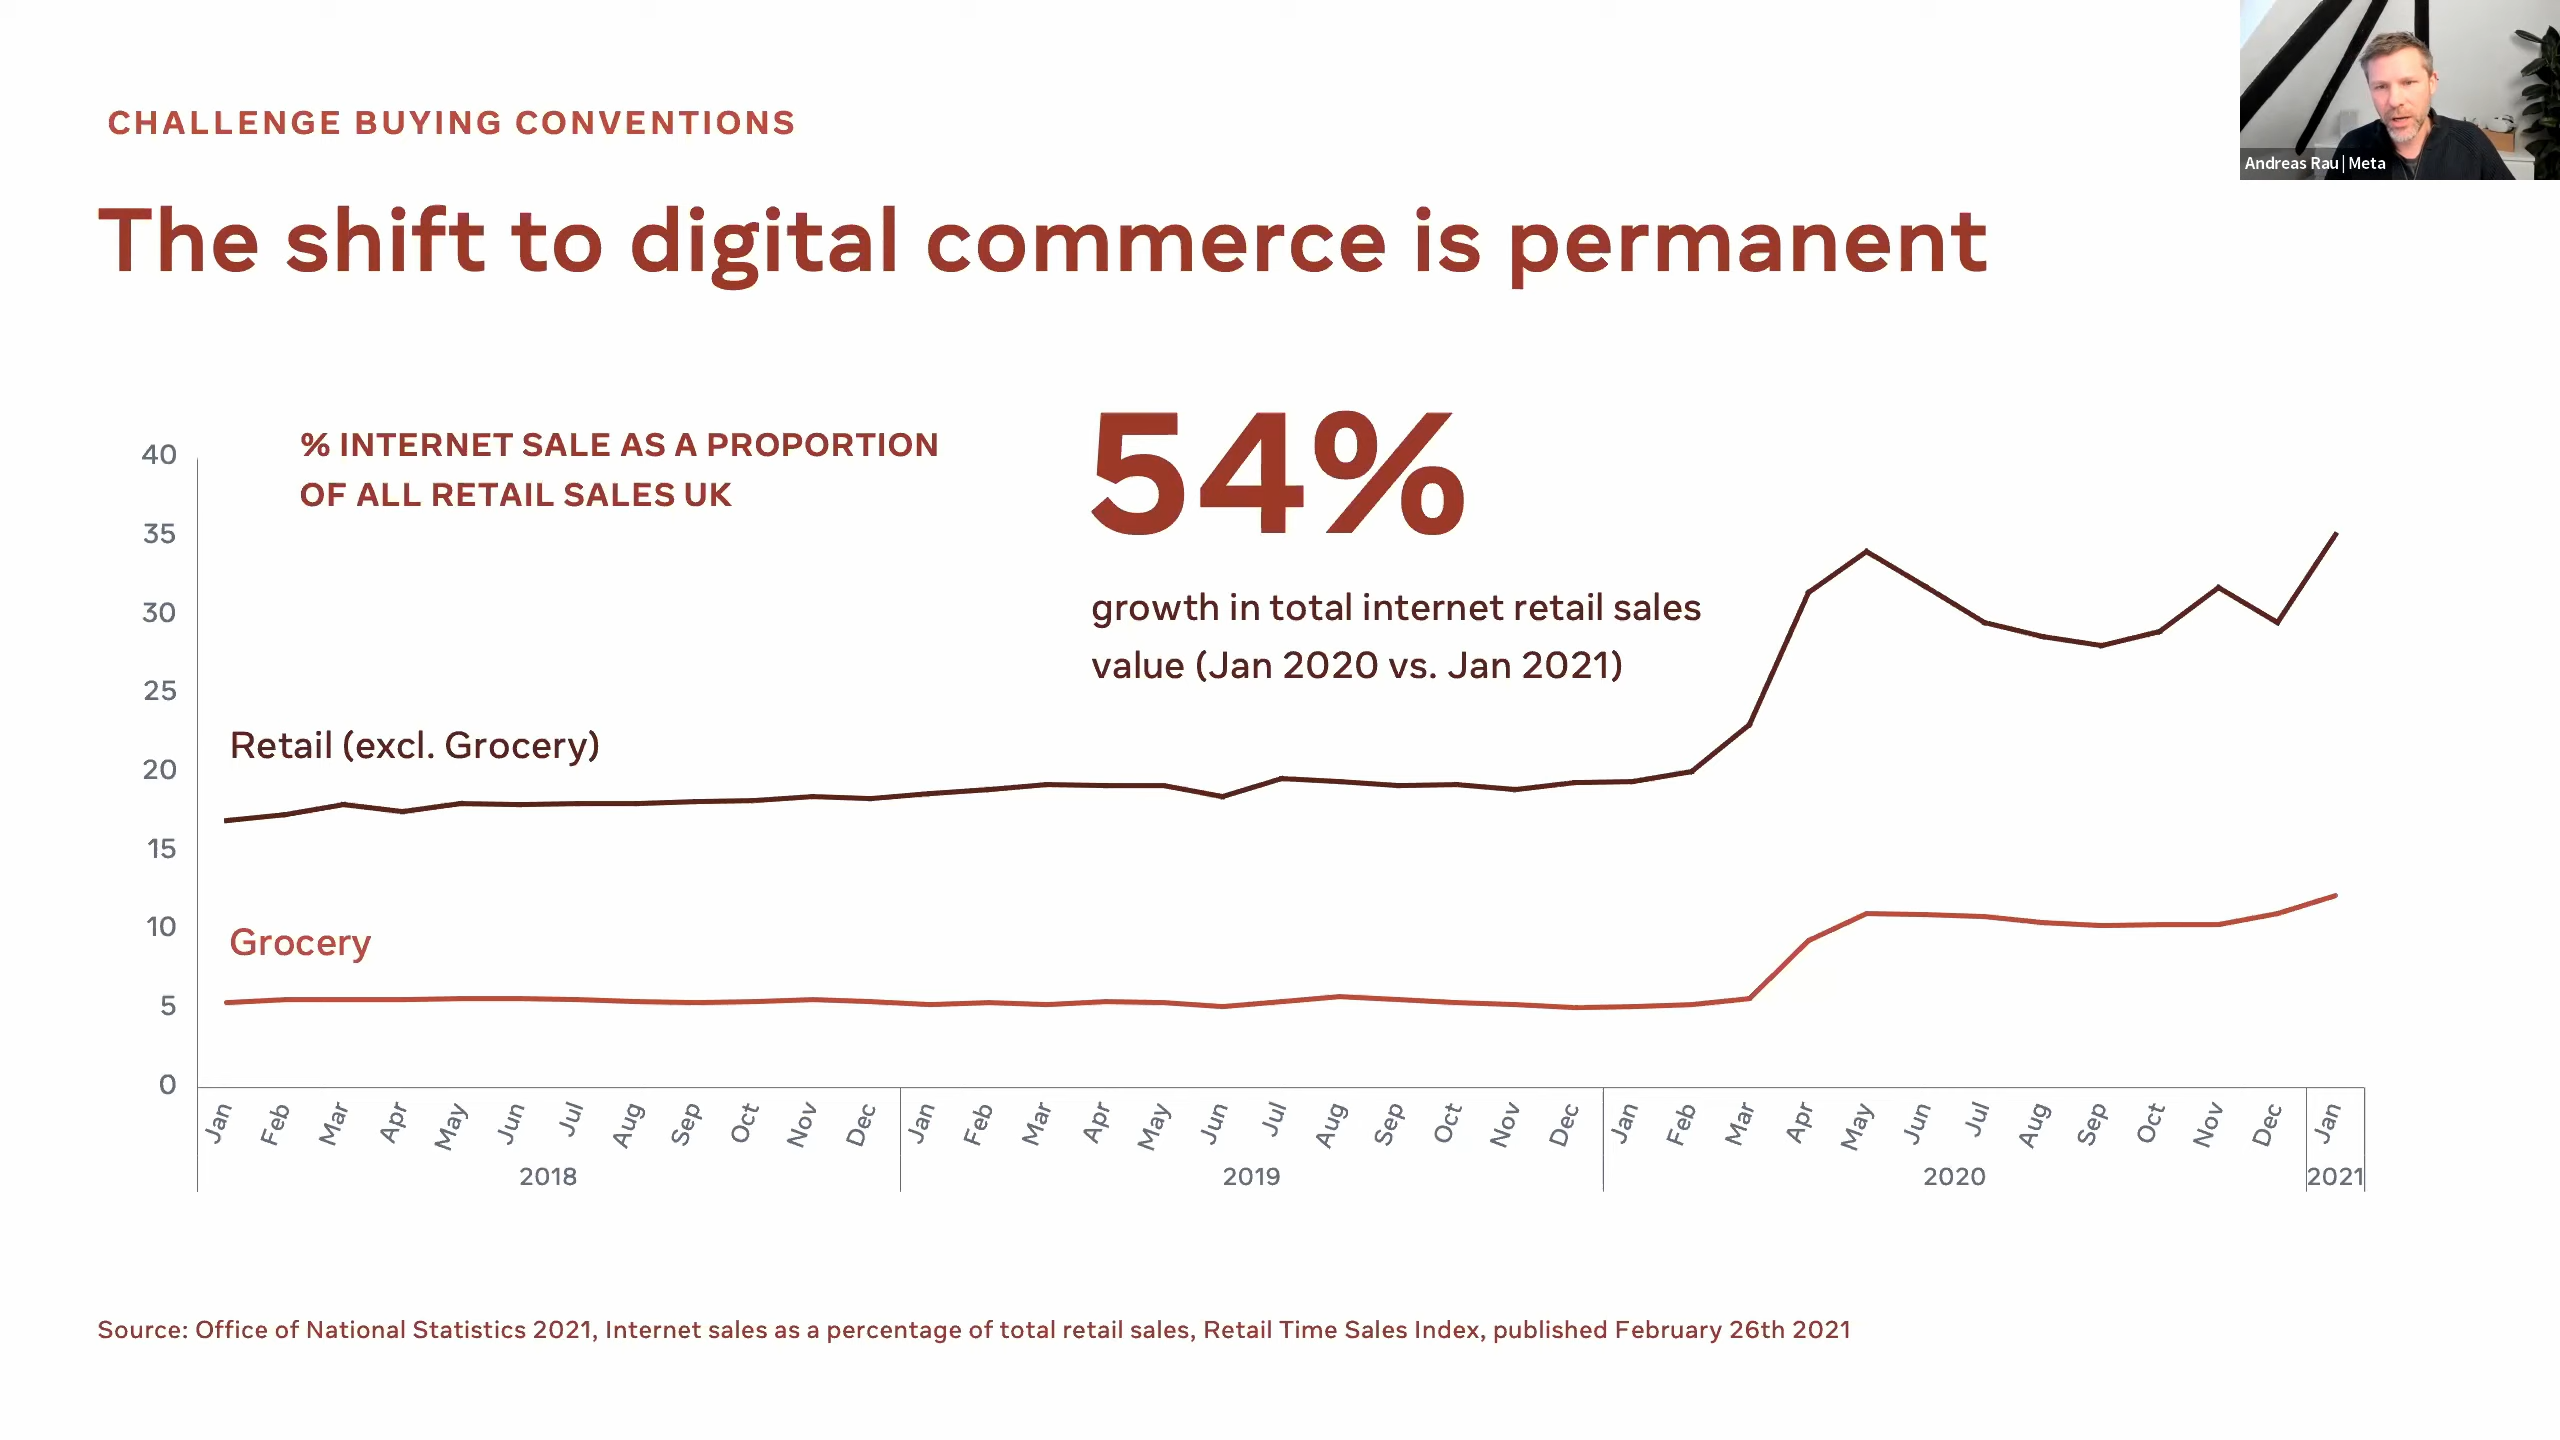 CHALLENGE BUYING CONVENTIONS
Andreas Rau | Meta
The shift to digital commerce is permanent
% INTERNET SALE AS A PROPORTION
OF ALL RETAIL SALES UK
54%
growth in total internet retail sales
value (Jan 2020 vs. Jan 2021)
40
35
30
25
20
15
10
5
0
Retail (excl. Grocery)
Grocery
Jan Feb Mar Apr May Jun Jul Aug Sep Oct Nov Dec Jan Feb Mar Apr May Jun Jul Aug Sep Oct Nov Dec Jan Feb Mar Apr May Jun Jul Aug Sep Oct Nov Dec Jan
2018 2019 2020 2021
Source: Office of National Statistics 2021, Internet sales as a percentage of total retail sales, Retail Time Sales Index, published February 26th 2021